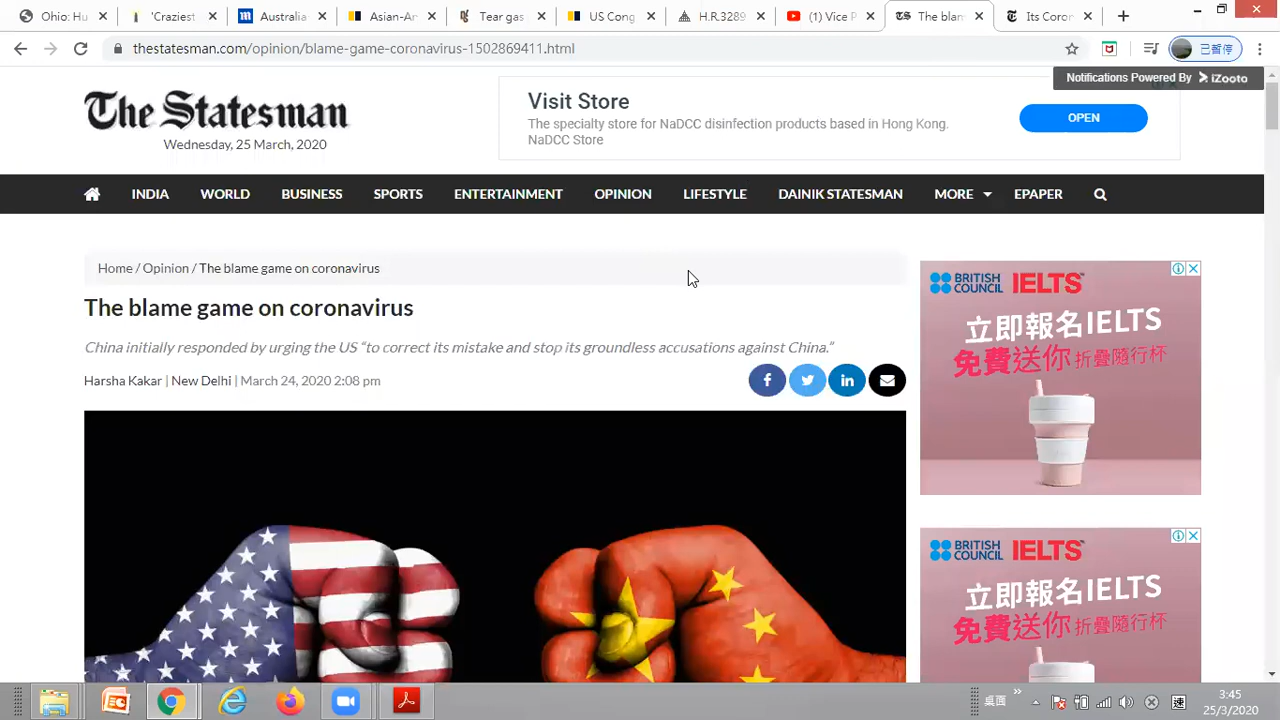 Ohio: Hu
'Craziest
Australia
Asian-Ar
Tear gas
US Cong
H.R.3289
(1) Vice P
The blan
Its Coron
thestatesman.com/opinion/blame-game-coronavirus-1502869411.html
已暫停
Notifications Powered By iZooto
The Statesman
Wednesday, 25 March, 2020
Visit Store
The specialty store for NaDCC disinfection products based in Hong Kong.
NaDCC Store
OPEN
INDIA WORLD BUSINESS SPORTS ENTERTAINMENT OPINION LIFESTYLE DAINIK STATESMAN MORE EPAPER
Home / Opinion / The blame game on coronavirus
The blame game on coronavirus
China initially responded by urging the US “to correct its mistake and stop its groundless accusations against China.”
Harsha Kakar | New Delhi | March 24, 2020 2:08 pm
BRITISH COUNCIL IELTS
立即報名IELTS
免費送你折疊隨行杯
BRITISH COUNCIL IELTS
立即報名IELTS
免費送你折疊隨行杯
桌面
3:45
25/3/2020